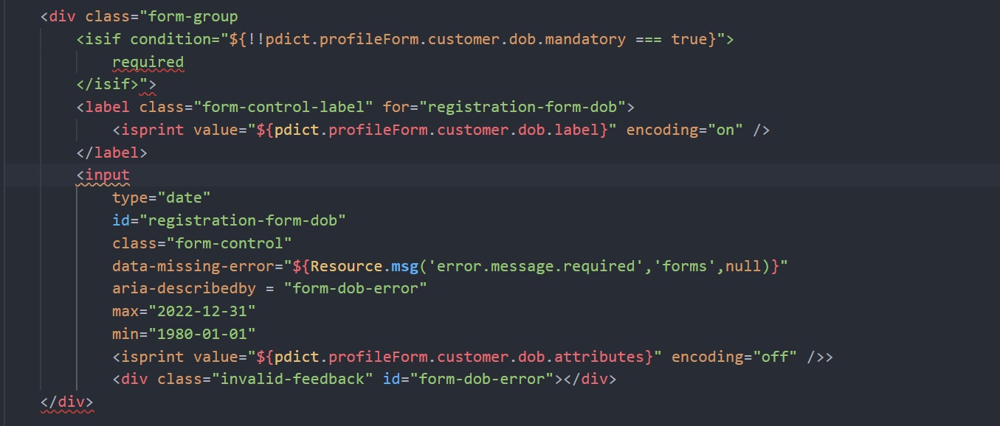 <div class="form-group
<isif condition="${!!pdict.profileForm.customer.dob.mandatory === true}">
required
</isif>">
<label class="form-control-label" for="registration-form-dob">
<isprint value="${pdict.profileForm.customer.dob.label}" encoding="on" />
</label>
<input
type="date"
id="registration-form-dob"
class="form-control"
data-missing-error="${Resource.msg('error.message.required','forms',null)}"
aria-describedby = "form-dob-error"
max="2022-12-31"
min="1980-01-01"
<isprint value="${pdict.profileForm.customer.dob.attributes}" encoding="off" />>
<div class="invalid-feedback" id="form-dob-error"></div>
</div>